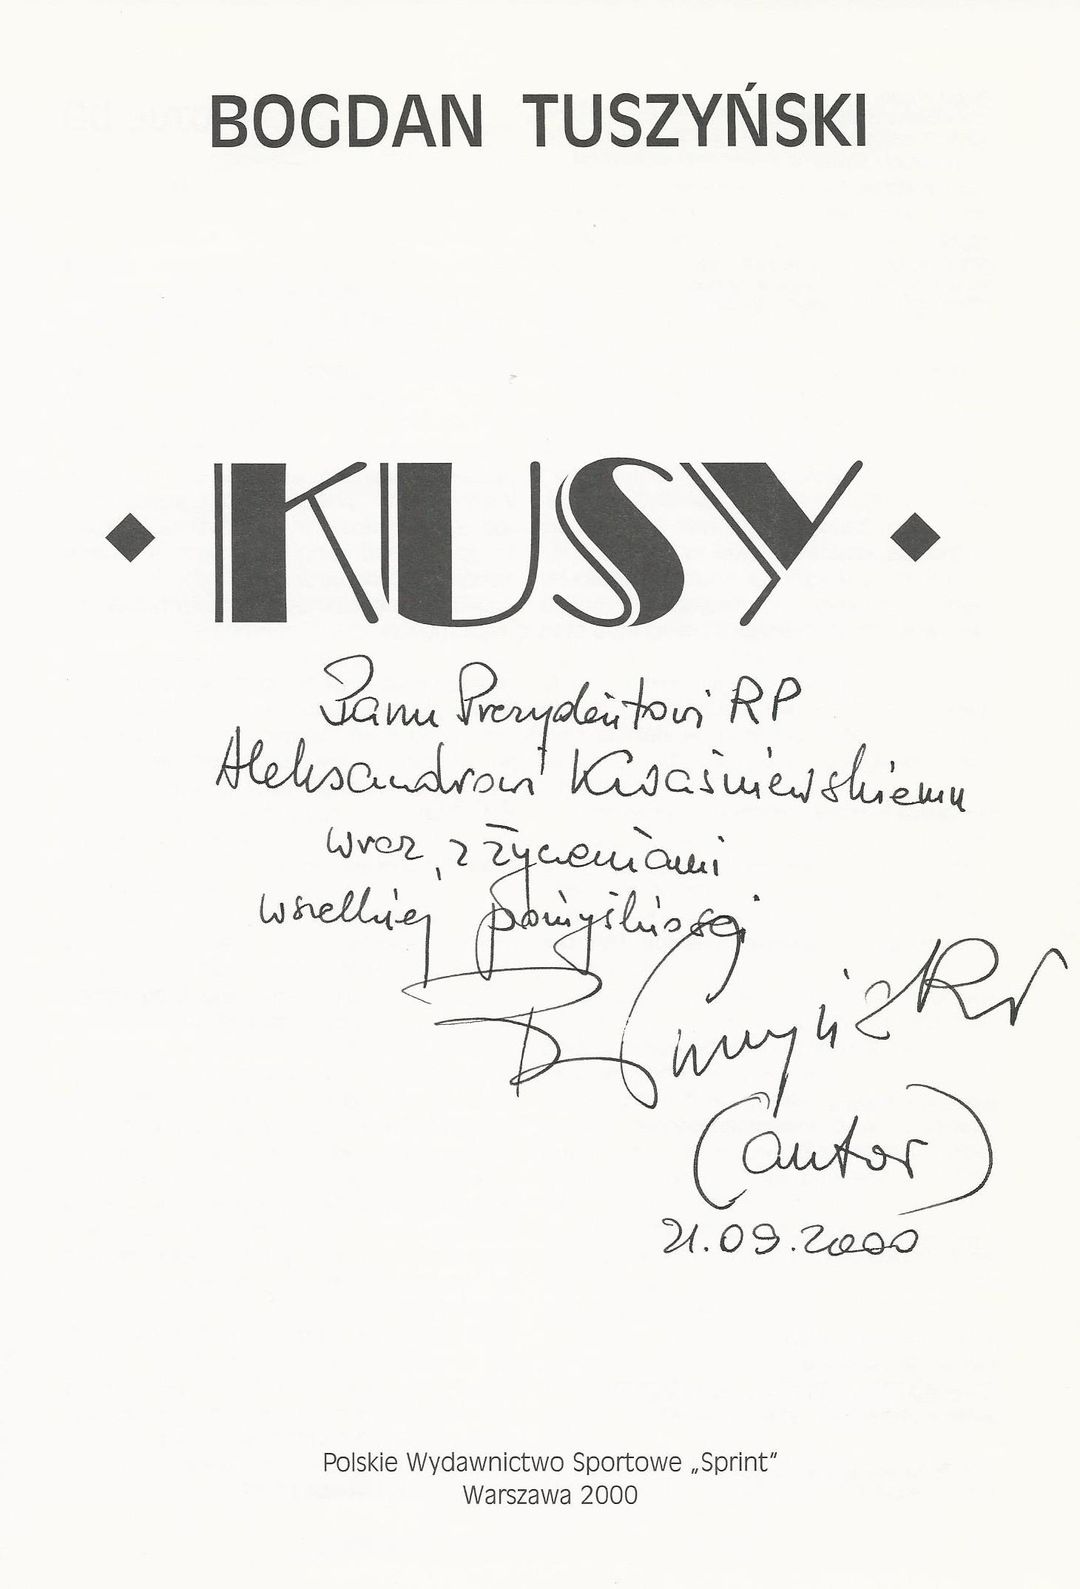 BOGDAN TUSZYŃSKI
KUSY
Panu Prezydentowi RP
Aleksandrowi Kwaśniewskiemu
wraz z życzeniami
wszelkiej pomyślności
B Tuszyński
(autor)
21.09.2000
Polskie Wydawnictwo Sportowe „Sprint”
Warszawa 2000